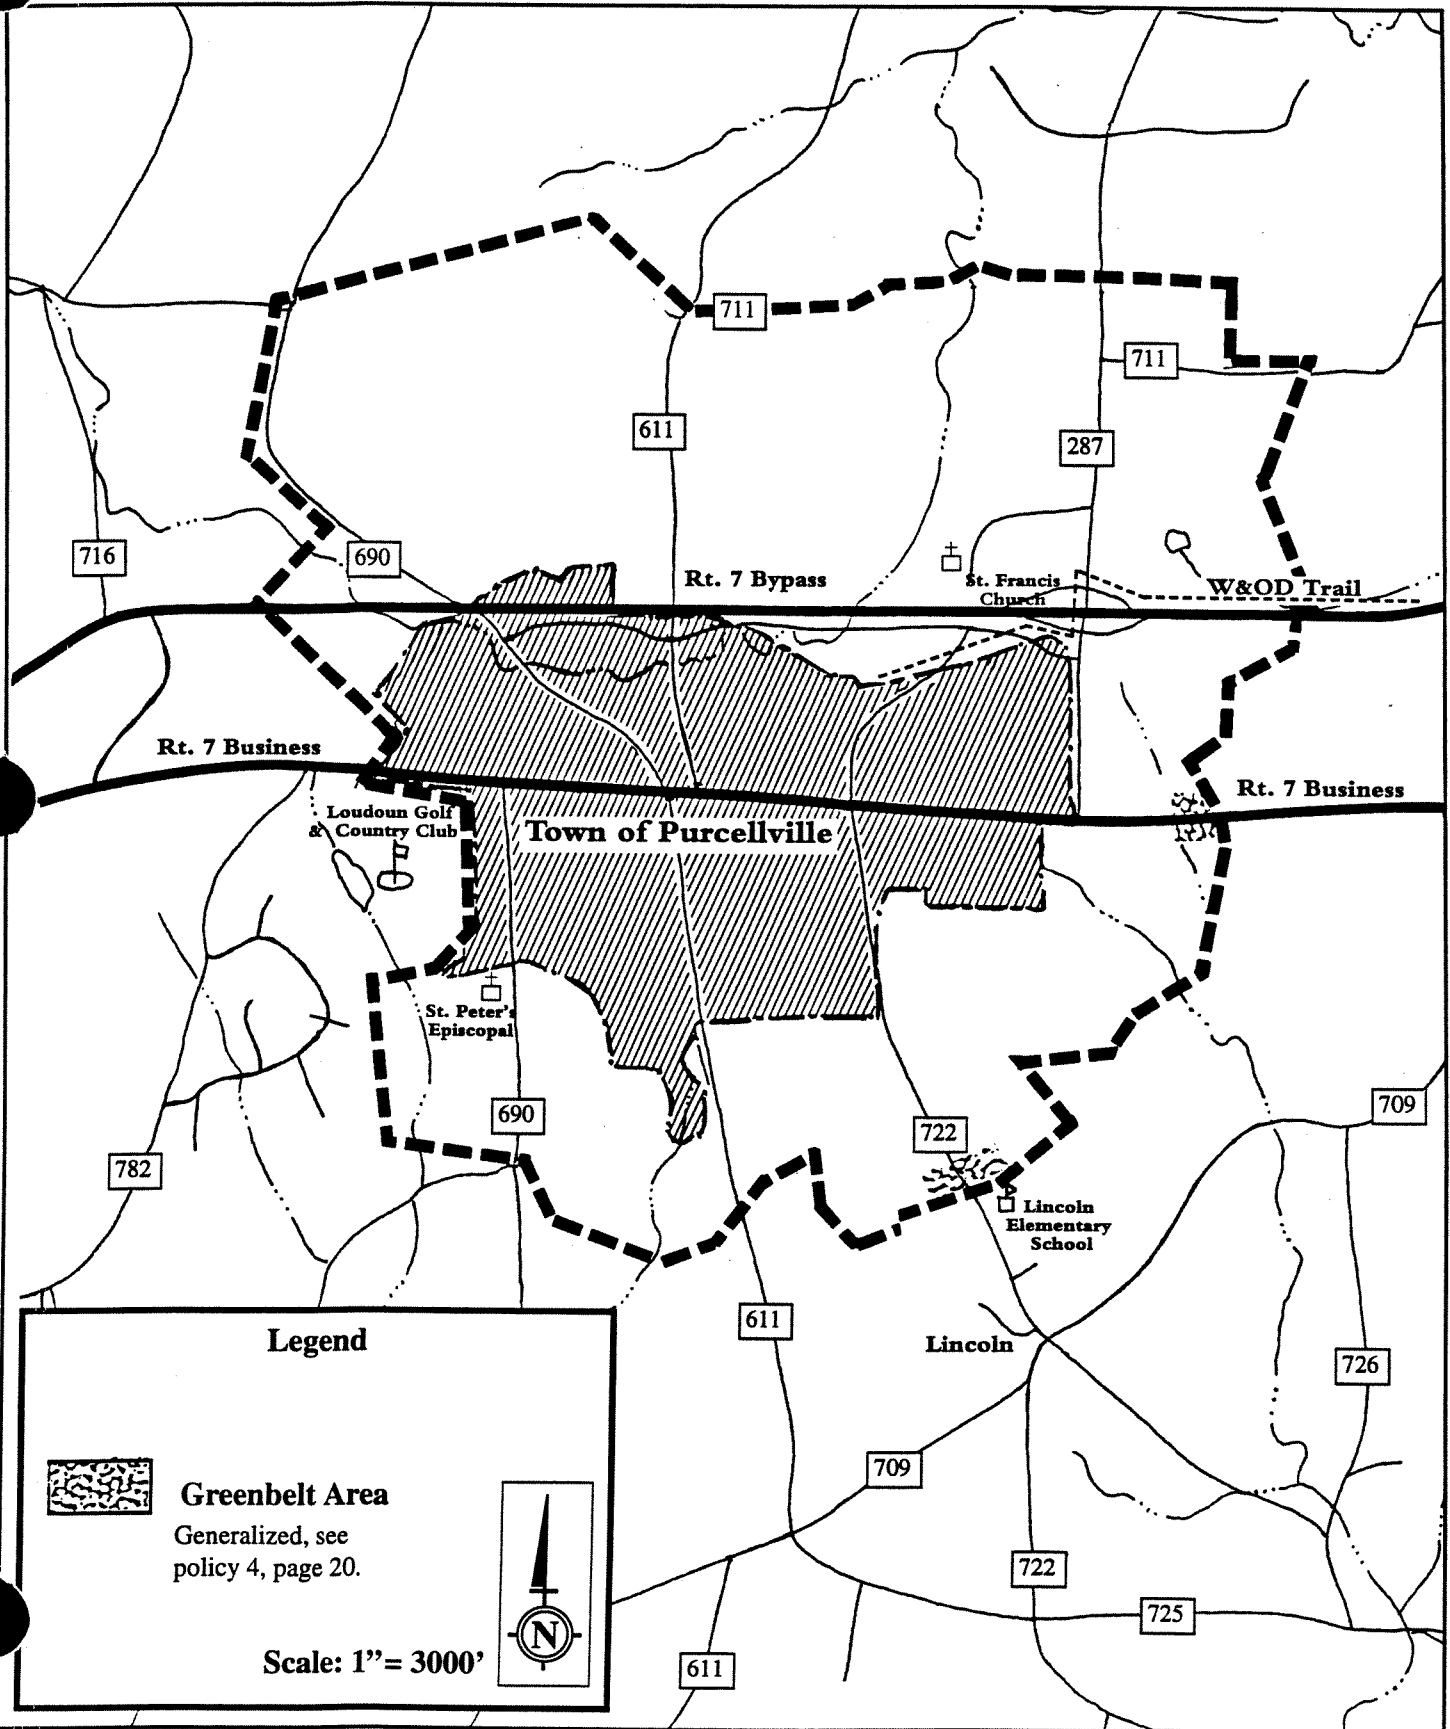 711
711
611
287
716
690
Rt. 7 Bypass
St. Francis
Church
W&OD Trail
Rt. 7 Business
Rt. 7 Business
Loudoun Golf
& Country Club
Town of Purcellville
St. Peter's
Episcopal
690
722
709
782
Lincoln
Elementary
School
611
Lincoln
726
709
722
725
611
Legend
Greenbelt Area
Generalized, see
policy 4, page 20.
N
Scale: 1”= 3000’